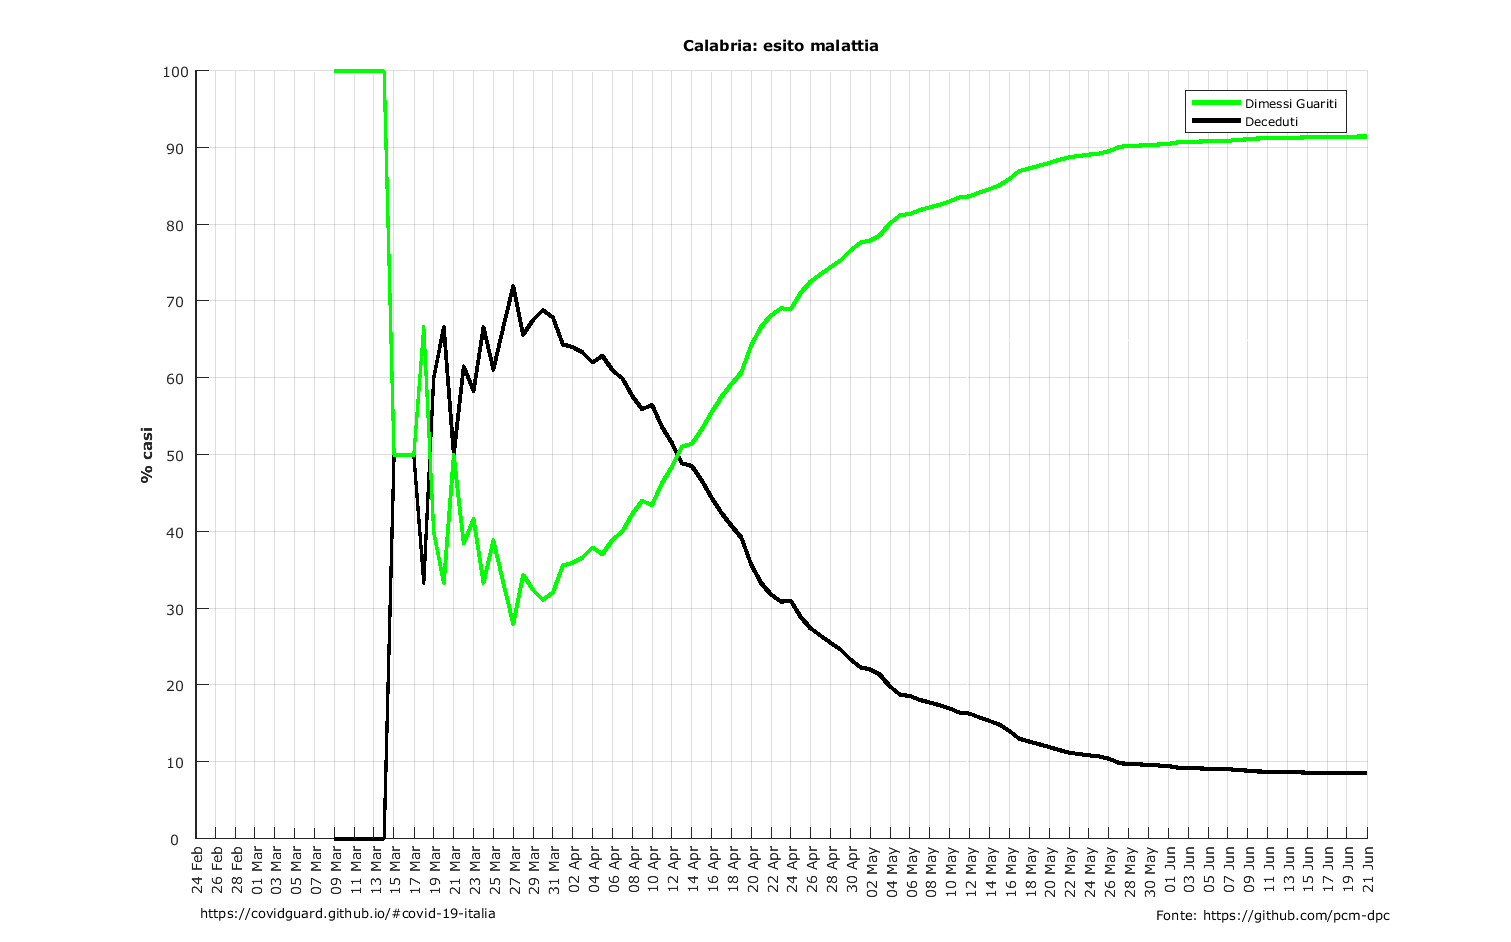 Calabria: esito malattia
Dimessi Guariti
Deceduti
% casi
100
90
80
70
60
50
40
30
20
10
0
24 Feb
26 Feb
28 Feb
01 Mar
03 Mar
05 Mar
07 Mar
09 Mar
11 Mar
13 Mar
15 Mar
17 Mar
19 Mar
21 Mar
23 Mar
25 Mar
27 Mar
29 Mar
31 Mar
02 Apr
04 Apr
06 Apr
08 Apr
10 Apr
12 Apr
14 Apr
16 Apr
18 Apr
20 Apr
22 Apr
24 Apr
26 Apr
28 Apr
30 Apr
02 May
04 May
06 May
08 May
10 May
12 May
14 May
16 May
18 May
20 May
22 May
24 May
26 May
28 May
30 May
01 Jun
03 Jun
05 Jun
07 Jun
09 Jun
11 Jun
13 Jun
15 Jun
17 Jun
19 Jun
21 Jun
https://covidguard.github.io/#covid-19-italia
Fonte: https://github.com/pcm-dpc